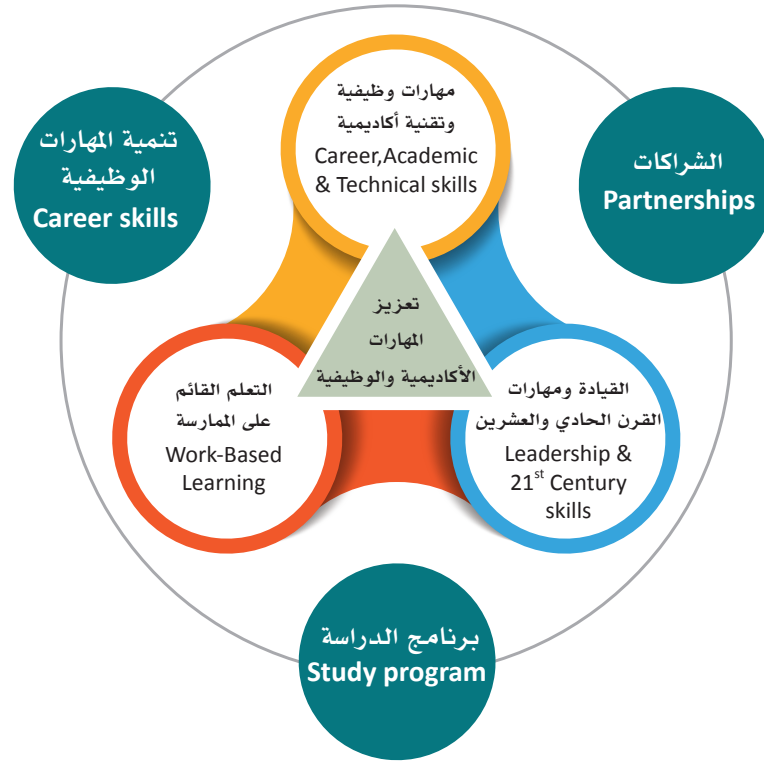 مهارات وظيفية
وتقنية أكاديمية
Career,Academic
& Technical skills
تنمية المهارات
الوظيفية
Career skills
الشراكات
Partnerships
تعزيز
المهارات
الأكاديمية والوظيفية
التعلم القائم
على الممارسة
Work-Based
Learning
القيادة ومهارات
القرن الحادي والعشرين
Leadership &
21st Century
skills
برنامج الدراسة
Study program